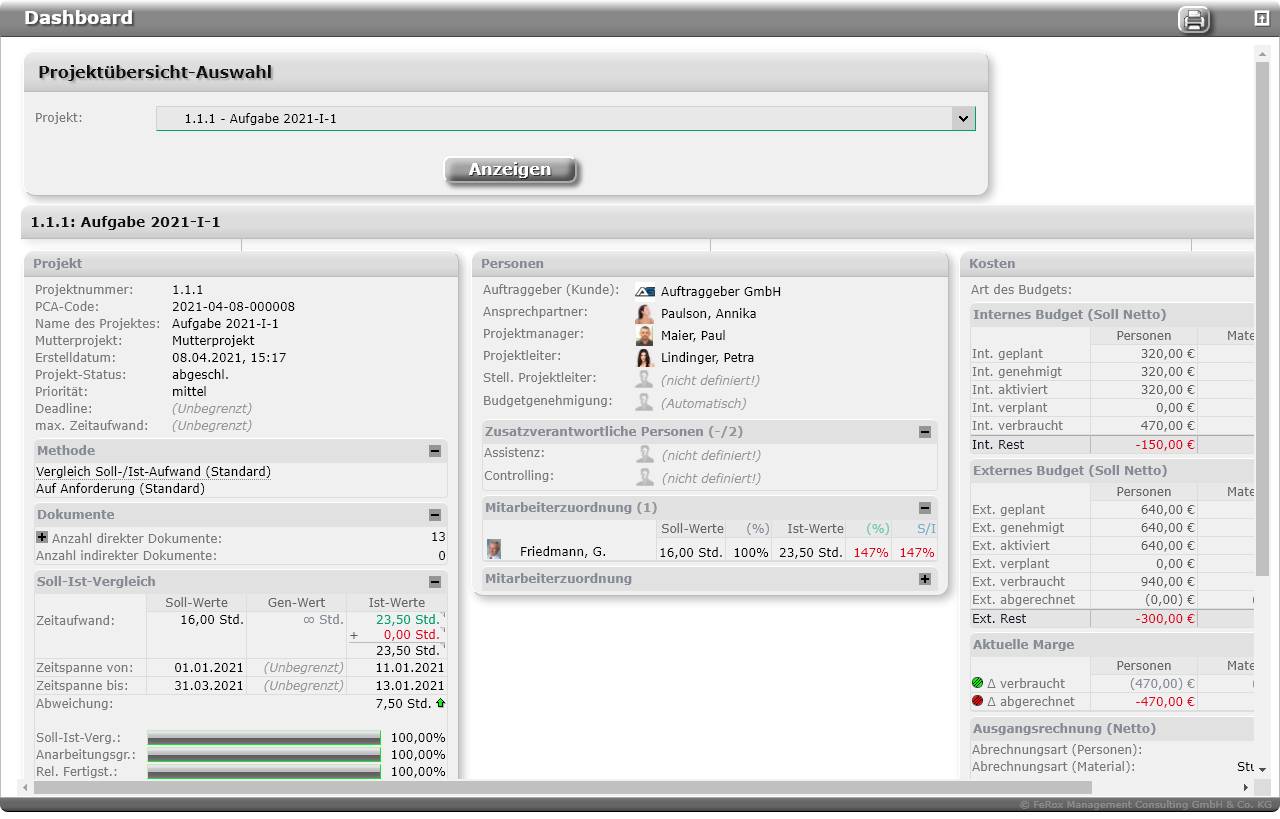 Dashboard
Projektübersicht-Auswahl
Projekt: 1.1.1 - Aufgabe 2021-I-1
Anzeigen
1.1.1: Aufgabe 2021-I-1
Projekt
Projektnummer: 1.1.1
PCA-Code: 2021-04-08-000008
Name des Projektes: Aufgabe 2021-I-1
Mutterprojekt: Mutterprojekt
Erstelldatum: 08.04.2021, 15:17
Projekt-Status: abgeschl.
Priorität: mittel
Deadline: (Unbegrenzt)
max. Zeitaufwand: (Unbegrenzt)
Methode
Vergleich Soll-/Ist-Aufwand (Standard)
Auf Anforderung (Standard)
Dokumente
Anzahl direkter Dokumente: 13
Anzahl indirekter Dokumente: 0
Soll-Ist-Vergleich
Soll-Werte Gen-Wert Ist-Werte
Zeitaufwand: 16,00 Std. ∞ Std. 23,50 Std.
+ 0,00 Std.
23,50 Std.
Zeitspanne von: 01.01.2021 (Unbegrenzt) 11.01.2021
Zeitspanne bis: 31.03.2021 (Unbegrenzt) 13.01.2021
Abweichung: 7,50 Std.
Soll-Ist-Verg.: 100,00%
Anarbeitungsgr.: 100,00%
Rel. Fertigst.: 100,00%
Personen
Auftraggeber (Kunde): Auftraggeber GmbH
Ansprechpartner: Paulson, Annika
Projektmanager: Maier, Paul
Projektleiter: Lindinger, Petra
Stell. Projektleiter: (nicht definiert!)
Budgetgenehmigung: (Automatisch)
Zusatzverantwortliche Personen (-/2)
Assistenz: (nicht definiert!)
Controlling: (nicht definiert!)
Mitarbeiterzuordnung (1)
Soll-Werte (%) Ist-Werte (%) S/I
Friedmann, G. 16,00 Std. 100% 23,50 Std. 147% 147%
Mitarbeiterzuordnung
Kosten
Art des Budgets:
Internes Budget (Soll Netto)
Personen Mate
Int. geplant 320,00 €
Int. genehmigt 320,00 €
Int. aktiviert 320,00 €
Int. verplant 0,00 €
Int. verbraucht 470,00 €
Int. Rest -150,00 €
Externes Budget (Soll Netto)
Personen Mate
Ext. geplant 640,00 €
Ext. genehmigt 640,00 €
Ext. aktiviert 640,00 €
Ext. verplant 0,00 €
Ext. verbraucht 940,00 €
Ext. abgerechnet (0,00) €
Ext. Rest -300,00 €
Aktuelle Marge
Personen Mate
Δ verbraucht (470,00) €
Δ abgerechnet -470,00 €
Ausgangsrechnung (Netto)
Abrechnungsart (Personen):
Abrechnungsart (Material): Stu
© FeRox Management Consulting GmbH & Co. KG